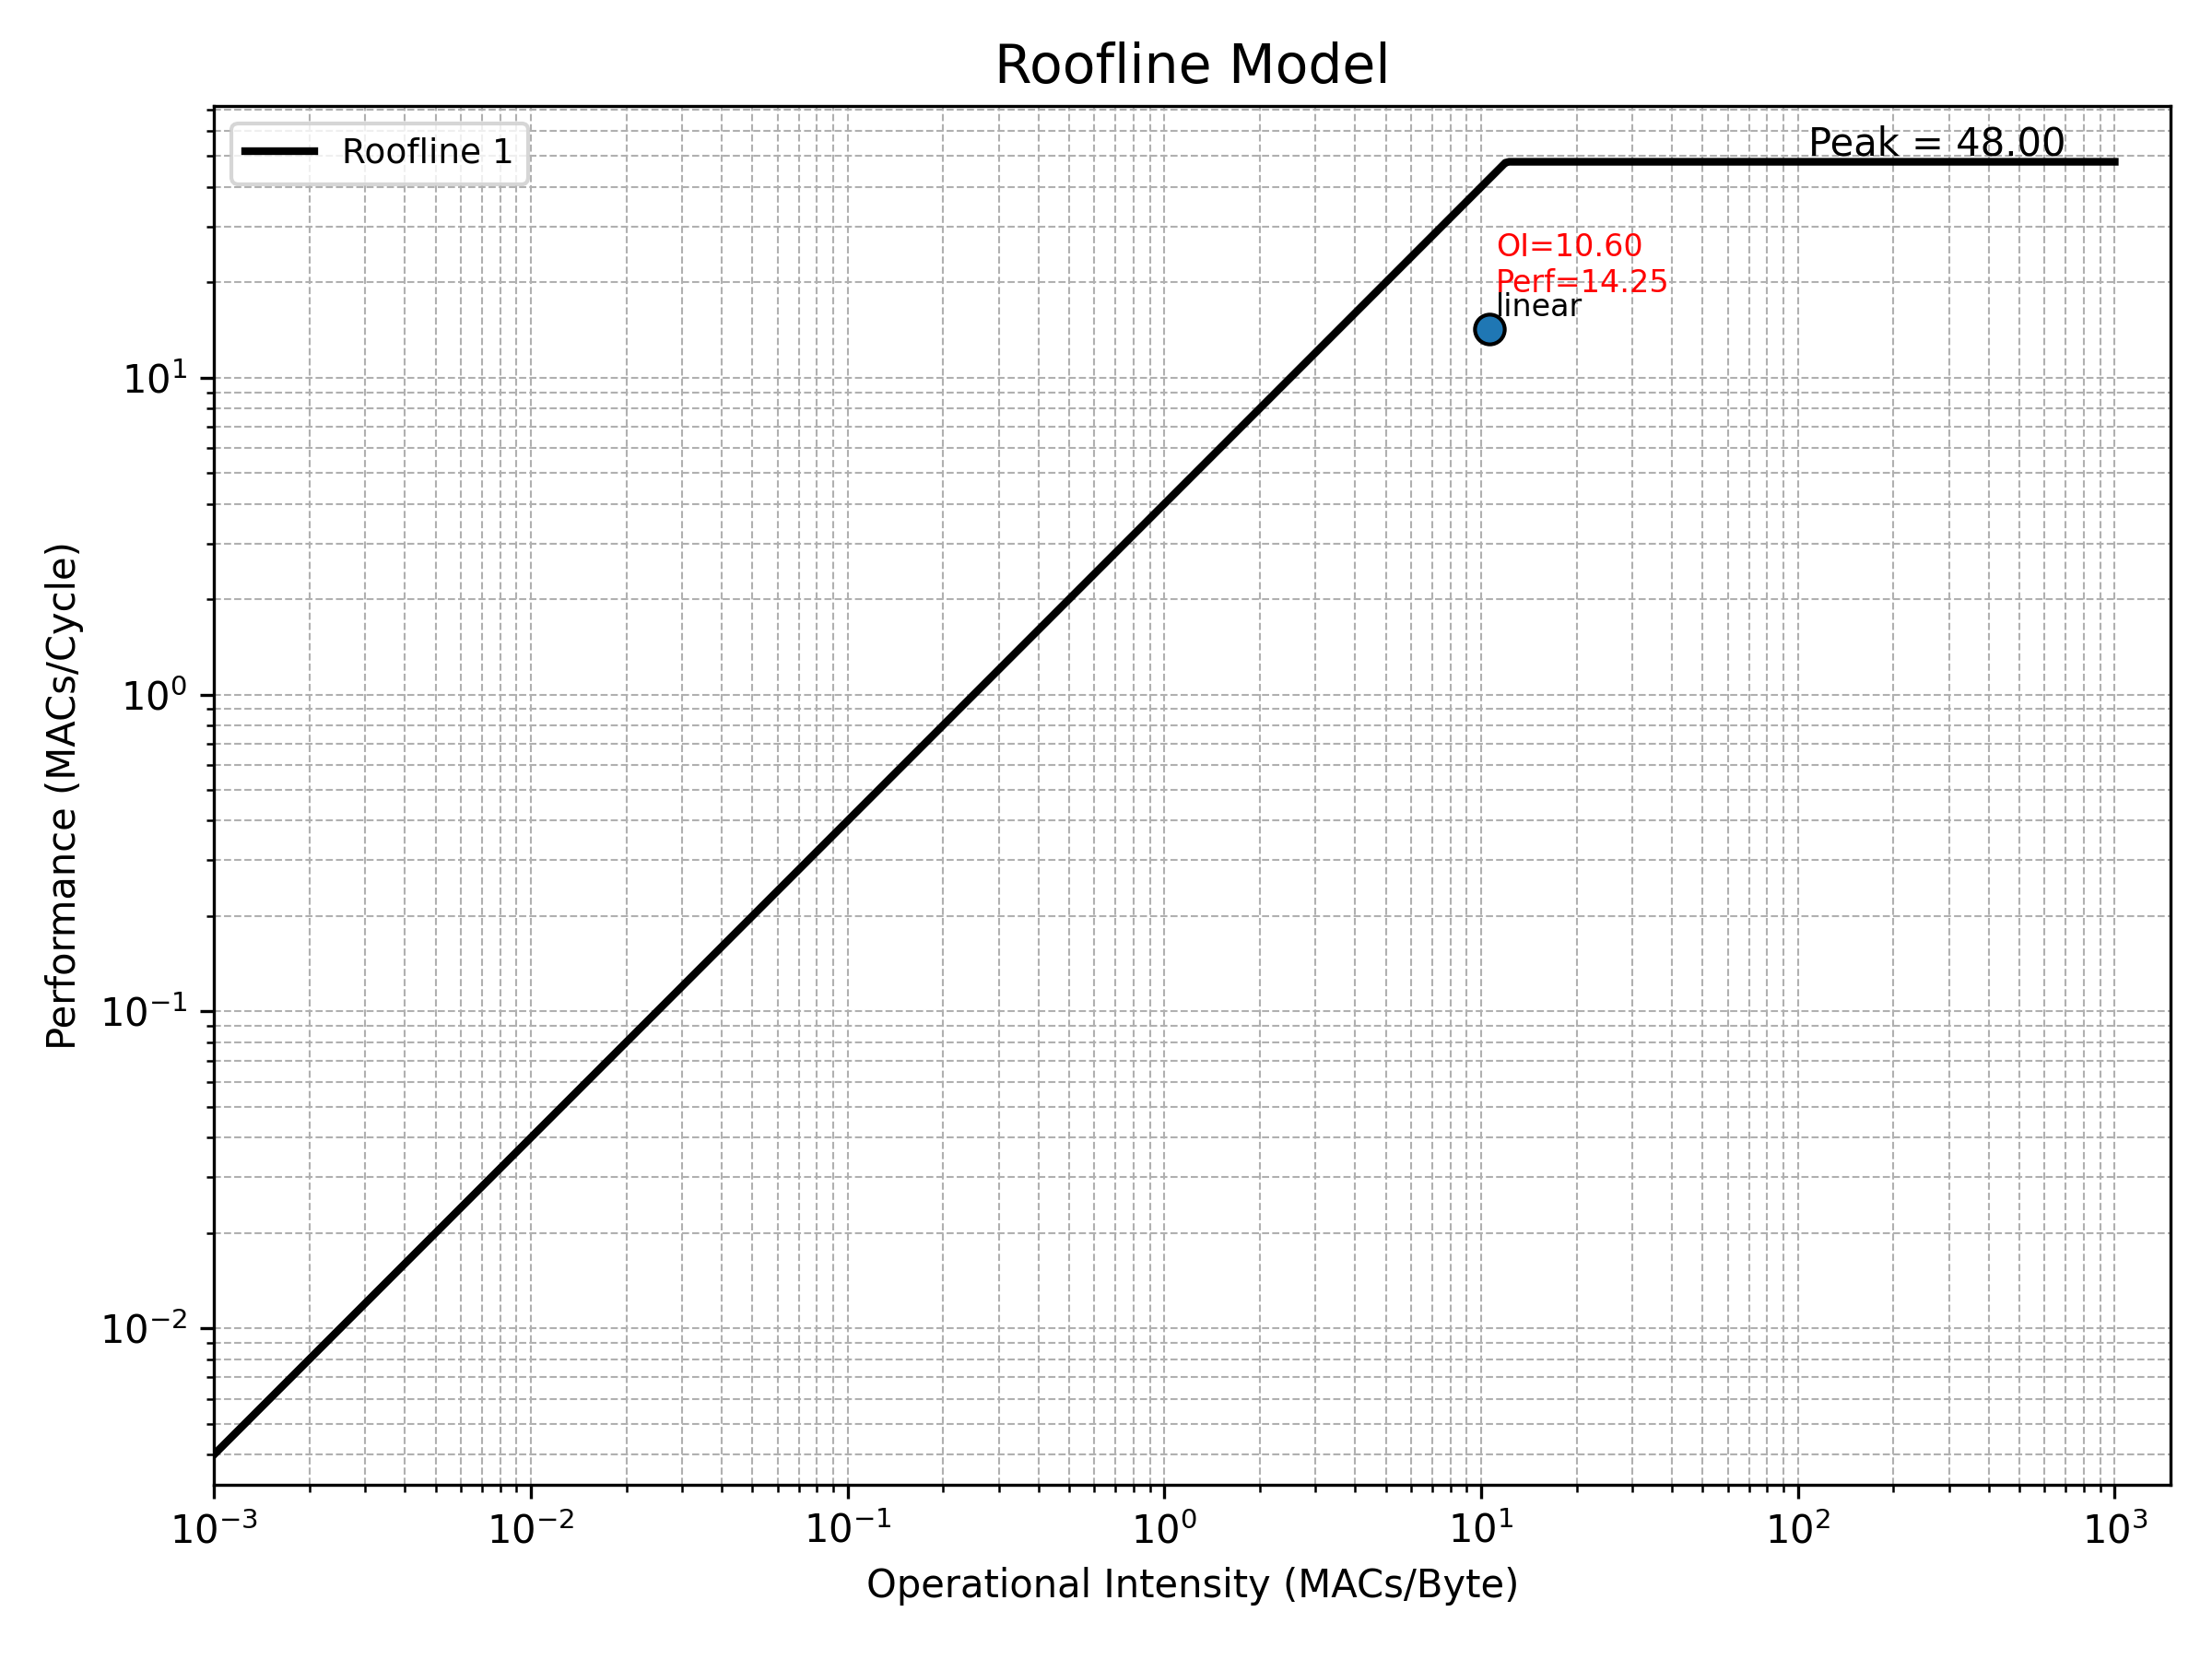 Roofline Model
Roofline 1
Peak = 48.00
OI=10.60
Perf=14.25
linear
10¹
10⁰
10⁻¹
10⁻²
Performance (MACs/Cycle)
10⁻³ 10⁻² 10⁻¹ 10⁰ 10¹ 10² 10³
Operational Intensity (MACs/Byte)